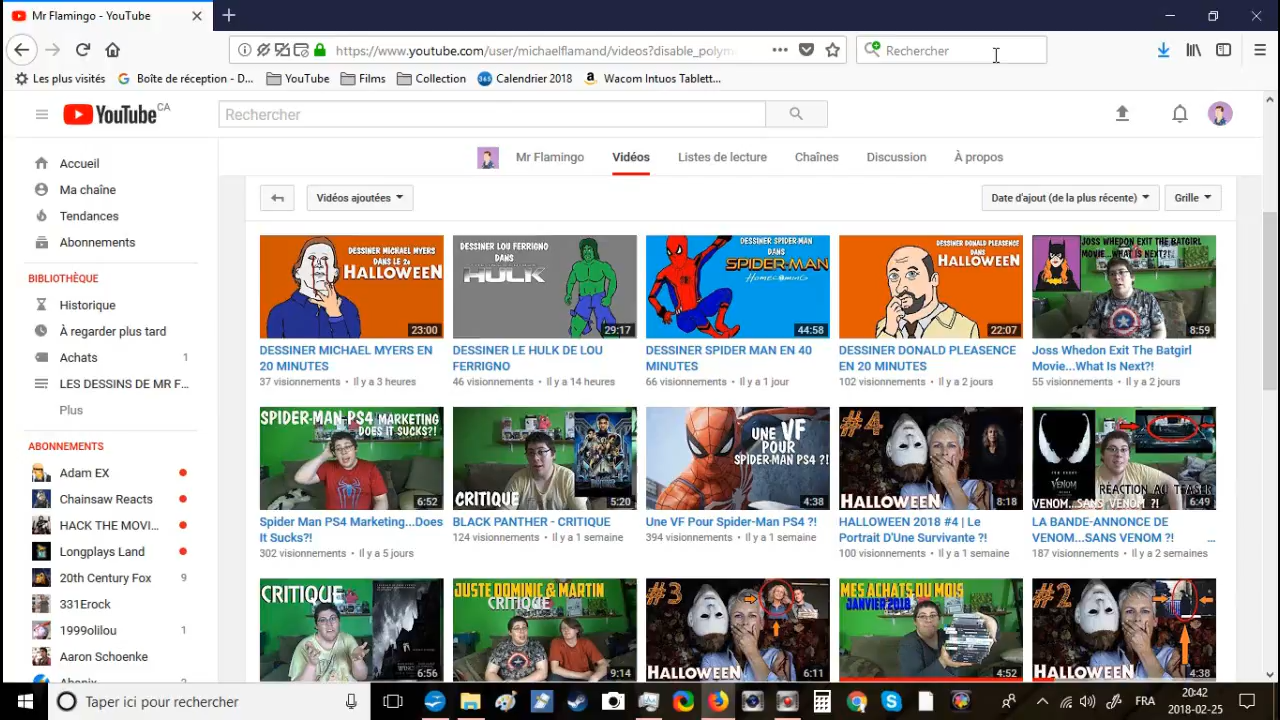 Mr Flamingo - YouTube
https://www.youtube.com/user/michaelflamand/videos?disable_polyme
Rechercher
Les plus visités
Boîte de réception - D...
YouTube
Films
Collection
Calendrier 2018
Wacom Intuos Tablett...
YouTube CA
Rechercher
Accueil
Ma chaîne
Tendances
Abonnements
BIBLIOTHÈQUE
Historique
À regarder plus tard
Achats 1
LES DESSINS DE MR F...
Plus
ABONNEMENTS
Adam EX
Chainsaw Reacts
HACK THE MOVI...
Longplays Land
20th Century Fox 9
331Erock
1999olilou 1
Aaron Schoenke
Mr Flamingo
Vidéos
Listes de lecture
Chaînes
Discussion
À propos
Vidéos ajoutées
Date d'ajout (de la plus récente)
Grille
DESSINER MICHAEL MYERS
DANS LE 2e
HALLOWEEN
23:00
DESSINER MICHAEL MYERS EN
20 MINUTES
37 visionnements • Il y a 3 heures
DESSINER LOU FERRIGNO
DANS
HULK
29:17
DESSINER LE HULK DE LOU
FERRIGNO
46 visionnements • Il y a 14 heures
DESSINER SPIDER-MAN
DANS
SPIDER-MAN
Homecoming
44:58
DESSINER SPIDER MAN EN 40
MINUTES
66 visionnements • Il y a 1 jour
DESSINER DONALD PLEASENCE
DANS
HALLOWEEN
22:07
DESSINER DONALD PLEASENCE
EN 20 MINUTES
102 visionnements • Il y a 2 jours
JOSS WHEDON EXIT THE BATGIRL
MOVIE...WHAT IS NEXT?!
8:59
Joss Whedon Exit The Batgirl
Movie...What Is Next?!
55 visionnements • Il y a 2 jours
SPIDER-MAN PS4 MARKETING
DOES IT SUCKS?!
6:52
Spider Man PS4 Marketing...Does
It Sucks?!
302 visionnements • Il y a 5 jours
CRITIQUE
5:20
BLACK PANTHER - CRITIQUE
124 visionnements • Il y a 1 semaine
UNE VF
POUR
SPIDER-MAN PS4 ?!
4:38
Une VF Pour Spider-Man PS4 ?!
394 visionnements • Il y a 1 semaine
#4
HALLOWEEN
8:18
HALLOWEEN 2018 #4 | Le
Portrait D'Une Survivante ?!
100 visionnements • Il y a 1 semaine
VENOM
RÉACTION AU TEASER
VENOM...SANS VENOM ?!
6:49
LA BANDE-ANNONCE DE
VENOM...SANS VENOM ?! ...
187 visionnements • Il y a 2 semaines
CRITIQUE
6:56
JUSTE DOMINIC & MARTIN
CRITIQUE
9:14
#3
HALLOWEEN
6:11
MES ACHATS DU MOIS
JANVIER 2018
4:52
#2
HALLOWEEN
4:38
Taper ici pour rechercher
FRA
20:42
2018-02-25